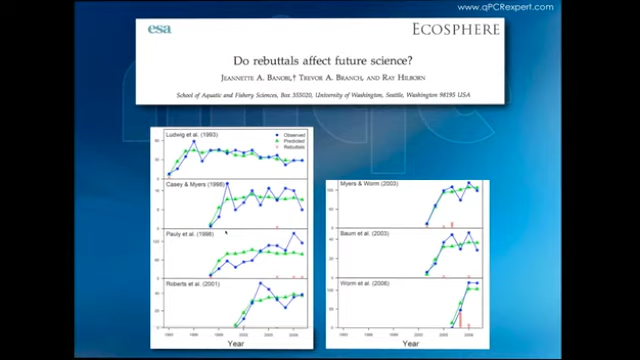 www.qPCRexpert.com
esa
ECOSPHERE
Do rebuttals affect future science?
JEANNETTE A. BANOBI,† TREVOR A. BRANCH, AND RAY HILBORN
School of Aquatic and Fishery Sciences, Box 355020, University of Washington, Seattle, Washington 98195 USA
Ludwig et al. (1993)
Observed
Predicted
Rebuttals
Casey & Myers (1998)
Pauly et al. (1998)
Roberts et al. (2001)
Year
Myers & Worm (2003)
Baum et al. (2003)
Worm et al. (2006)
Year